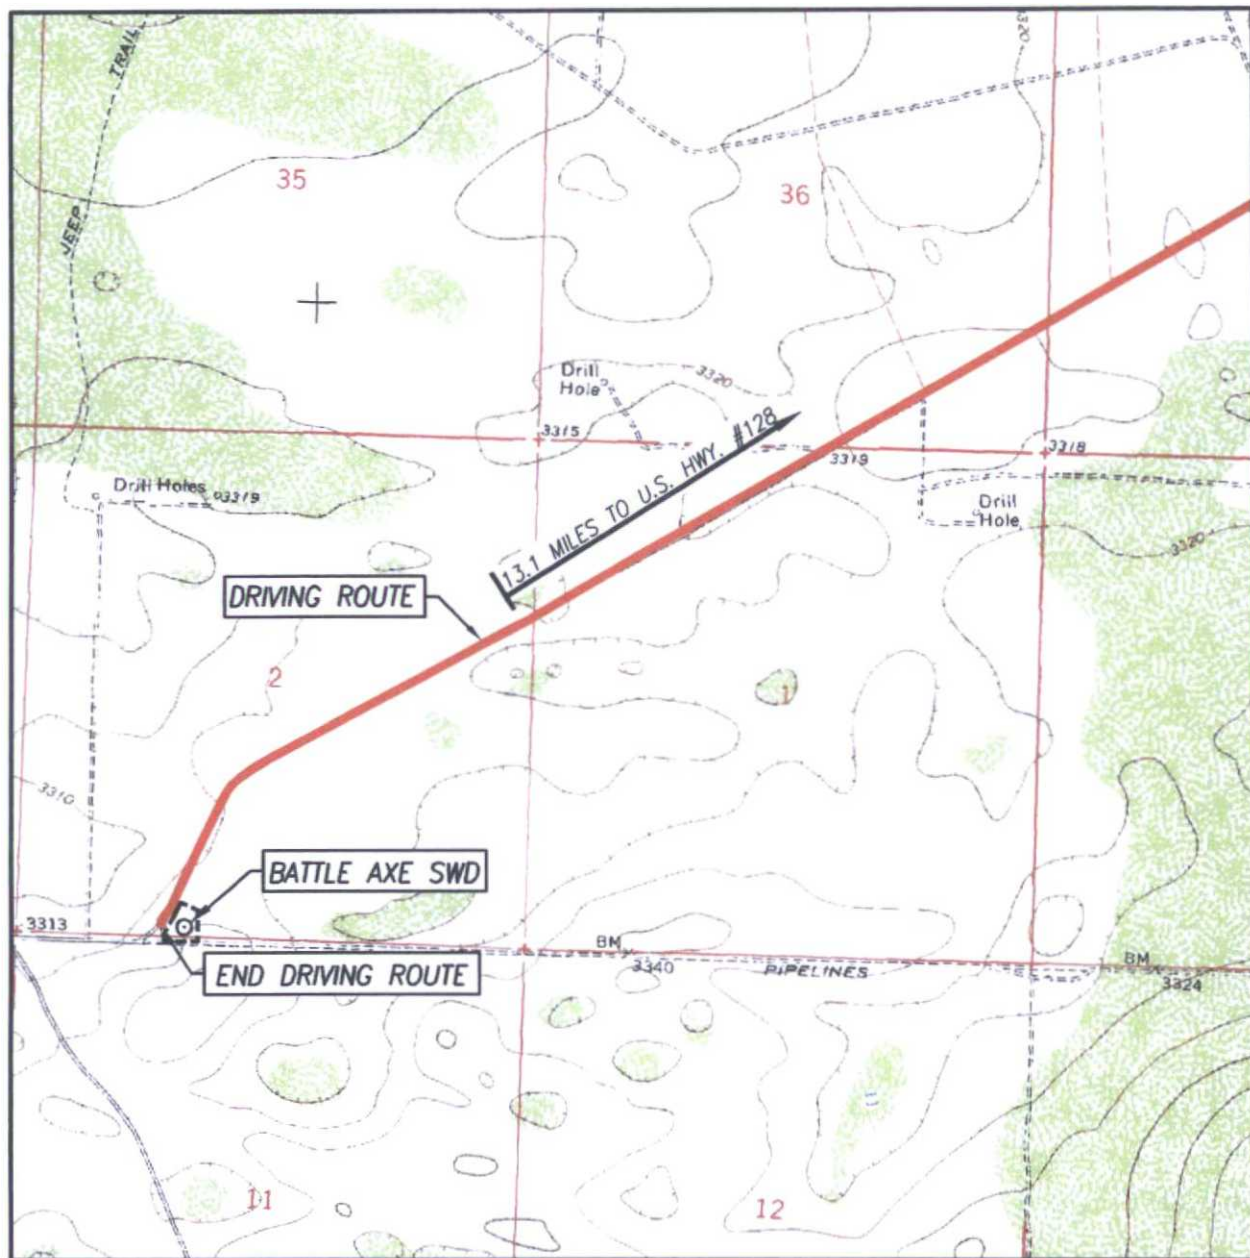 3320
TRAIL
35
36
JEEP
Drill
Hole
3320
3315
3319
3318
Drill Holes
3319
Drill
Hole
3320
13.1 MILES TO U.S. HWY. #128
DRIVING ROUTE
2
1
3310
BATTLE AXE SWD
3313
BM
3340
PIPELINES
BM
3324
END DRIVING ROUTE
11
12